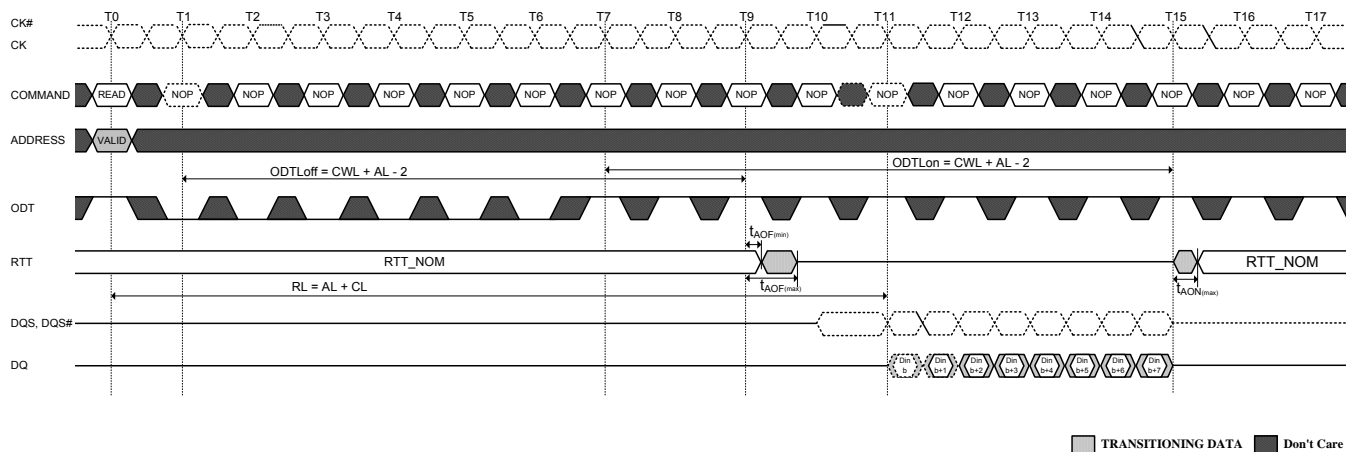 T0 T1 T2 T3 T4 T5 T6 T7 T8 T9 T10 T11 T12 T13 T14 T15 T16 T17
CK#
CK
COMMAND READ NOP NOP NOP NOP NOP NOP NOP NOP NOP NOP NOP NOP NOP NOP NOP NOP NOP
ADDRESS VALID
ODTLoff = CWL + AL - 2 ODTLon = CWL + AL - 2
ODT
tAOF(min)
RTT RTT_NOM RTT_NOM
tAOF(max) tAON(max)
RL = AL + CL
DQS, DQS#
DQ Din b Din b+1 Din b+2 Din b+3 Din b+4 Din b+5 Din b+6 Din b+7
TRANSITIONING DATA Don't Care